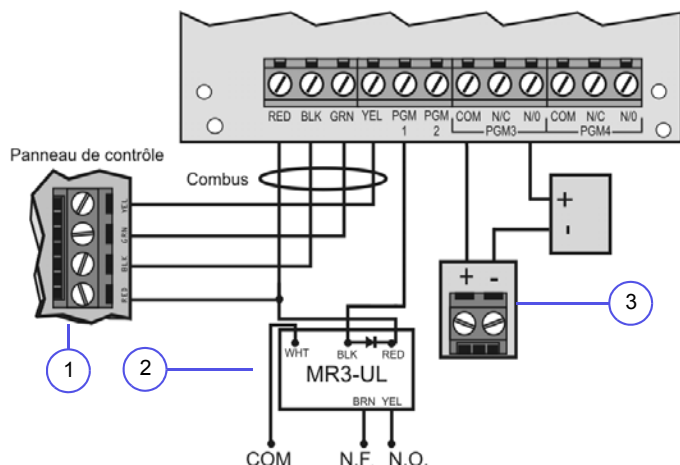 RED BLK GRN YEL PGM 1 PGM 2 COM N/C N/0 COM N/C N/0
PGM3 PGM4
Panneau de contrôle
Combus
YEL
GRN
BLK
RED
+ -
+
-
1
2
3
WHT BLK RED
MR3-UL
BRN YEL
COM N.F. N.O.